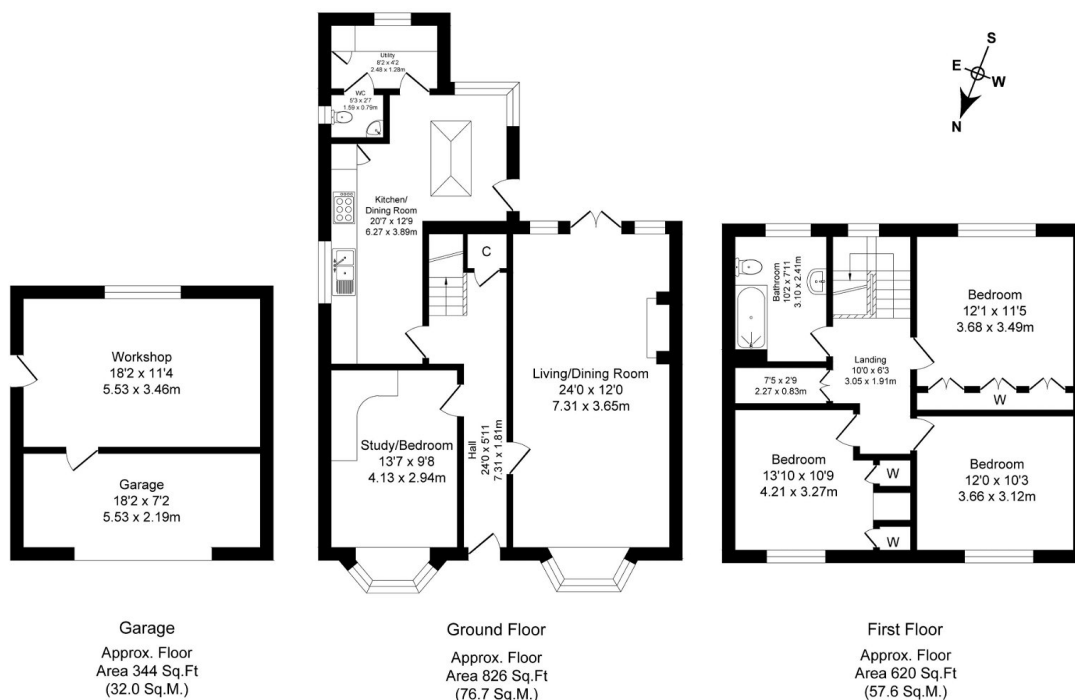 S
E
W
N
Utility
8'2 x 4'2
2.48 x 1.28m
WC
5'3 x 2'7
1.59 x 0.79m
Kitchen/
Dining Room
20'7 x 12'9
6.27 x 3.89m
C
Living/Dining Room
24'0 x 12'0
7.31 x 3.65m
Study/Bedroom
13'7 x 9'8
4.13 x 2.94m
Hall
24'0 x 5'11
7.31 x 1.81m
Workshop
18'2 x 11'4
5.53 x 3.46m
Garage
18'2 x 7'2
5.53 x 2.19m
Bathroom
10'2 x 7'11
3.10 x 2.41m
Bedroom
12'1 x 11'5
3.68 x 3.49m
Landing
10'0 x 6'3
3.05 x 1.91m
7'5 x 2'9
2.27 x 0.83m
W
Bedroom
13'10 x 10'9
4.21 x 3.27m
W
W
Bedroom
12'0 x 10'3
3.66 x 3.12m
Garage
Approx. Floor
Area 344 Sq.Ft
(32.0 Sq.M.)
Ground Floor
Approx. Floor
Area 826 Sq.Ft
(76.7 Sq.M.)
First Floor
Approx. Floor
Area 620 Sq.Ft
(57.6 Sq.M.)